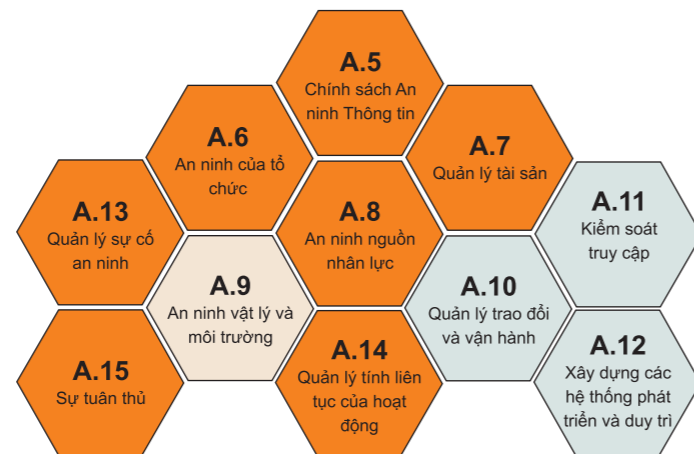 A.5
Chính sách An
ninh Thông tin
A.6
An ninh của tổ
chức
A.7
Quản lý tài sản
A.13
Quản lý sự cố
an ninh
A.8
An ninh nguồn
nhân lực
A.11
Kiểm soát
truy cập
A.9
An ninh vật lý và
môi trường
A.10
Quản lý trao đổi
và vận hành
A.15
Sự tuân thủ
A.14
Quản lý tính liên
tục của hoạt
động
A.12
Xây dựng các
hệ thống phát
triển và duy trì